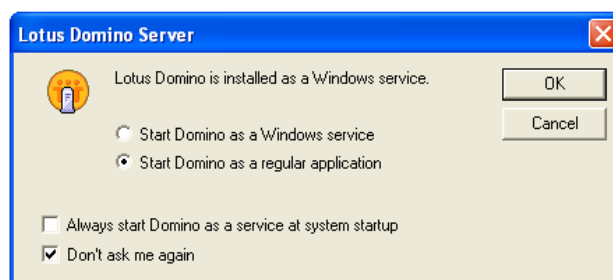 Lotus Domino Server
Lotus Domino is installed as a Windows service.
OK
Start Domino as a Windows service
Cancel
Start Domino as a regular application
Always start Domino as a service at system startup
Don't ask me again